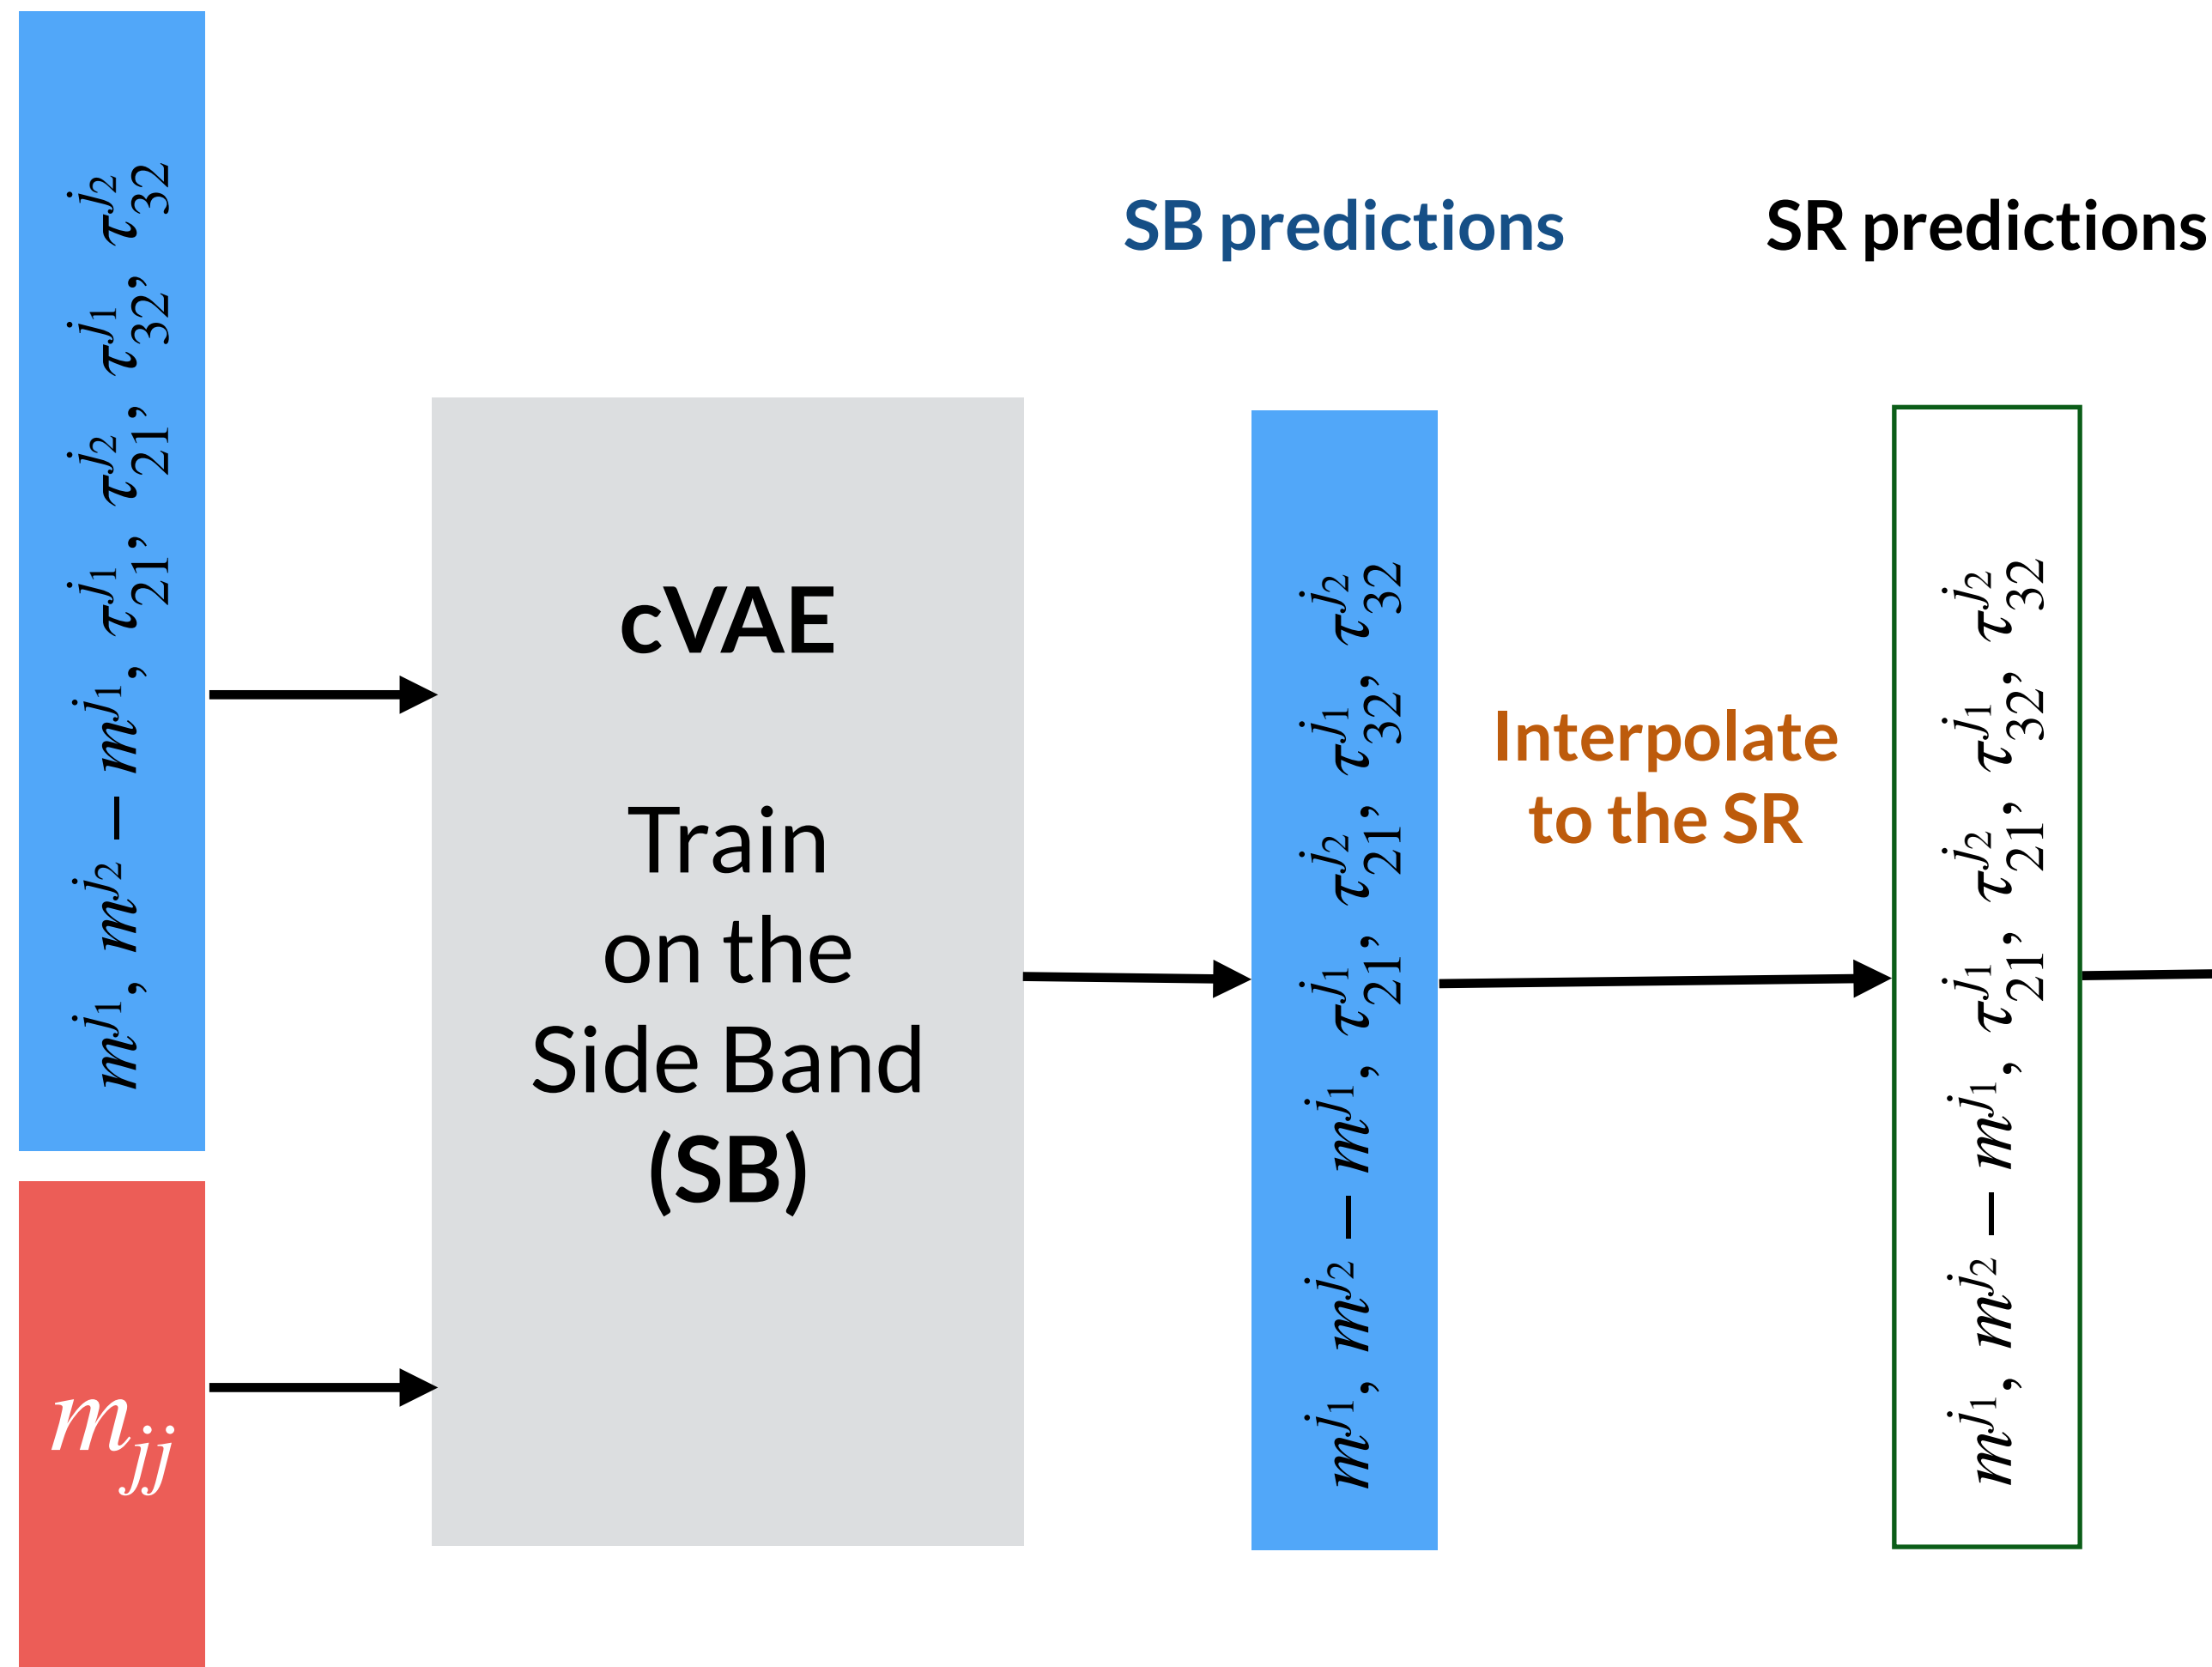 m^{j_1}, m^{j_2} − m^{j_1}, τ_{21}^{j_1}, τ_{21}^{j_2}, τ_{32}^{j_1}, τ_{32}^{j_2}
m_{jj}
cVAE
Train
on the
Side Band
(SB)
SB predictions
m^{j_1}, m^{j_2} − m^{j_1}, τ_{21}^{j_1}, τ_{21}^{j_2}, τ_{32}^{j_1}, τ_{32}^{j_2}
Interpolate
to the SR
SR predictions
m^{j_1}, m^{j_2} − m^{j_1}, τ_{21}^{j_1}, τ_{21}^{j_2}, τ_{32}^{j_1}, τ_{32}^{j_2}